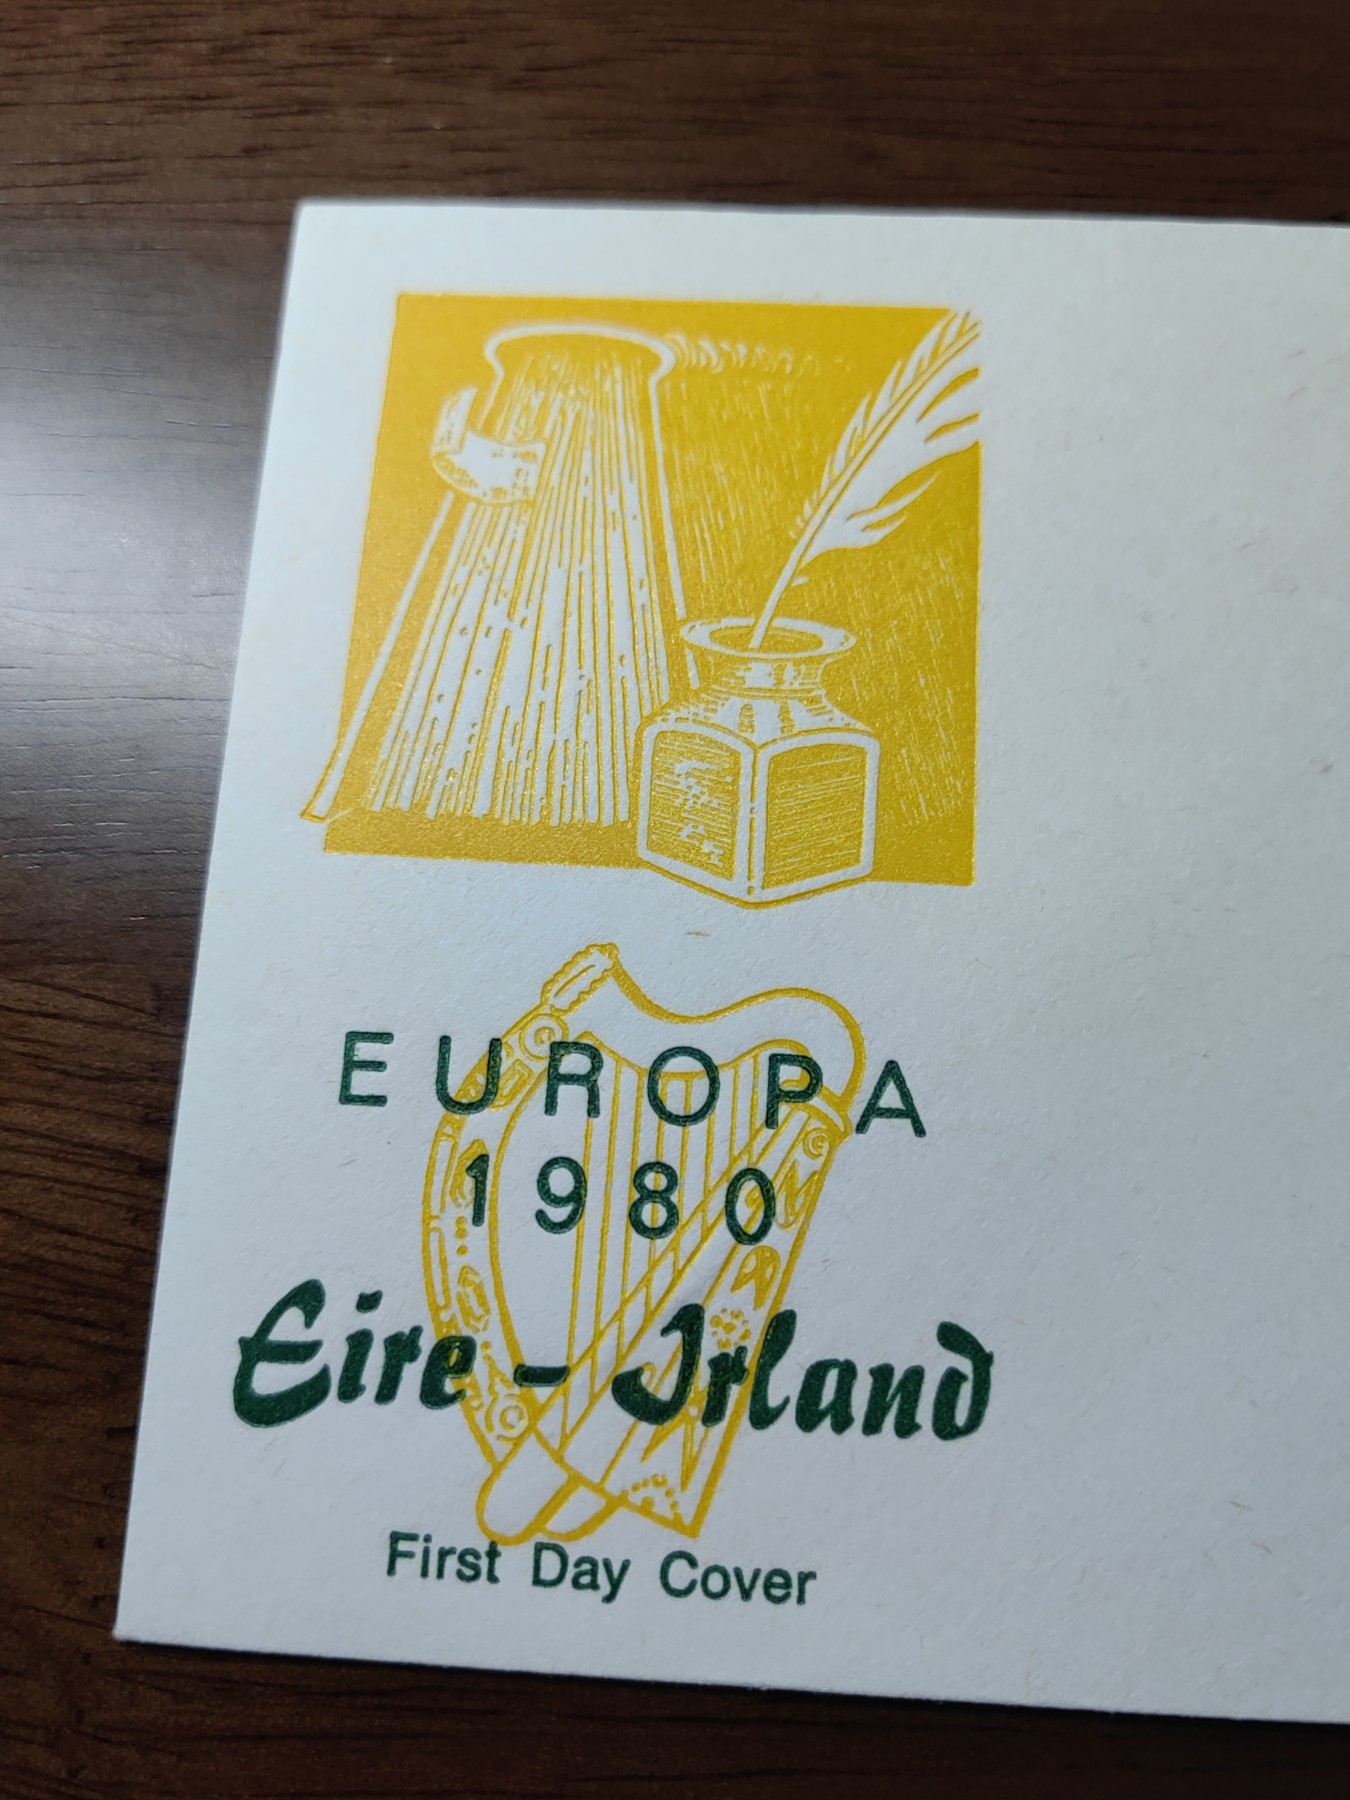 EUROPA
1980
Eire - Irland
First Day Cover